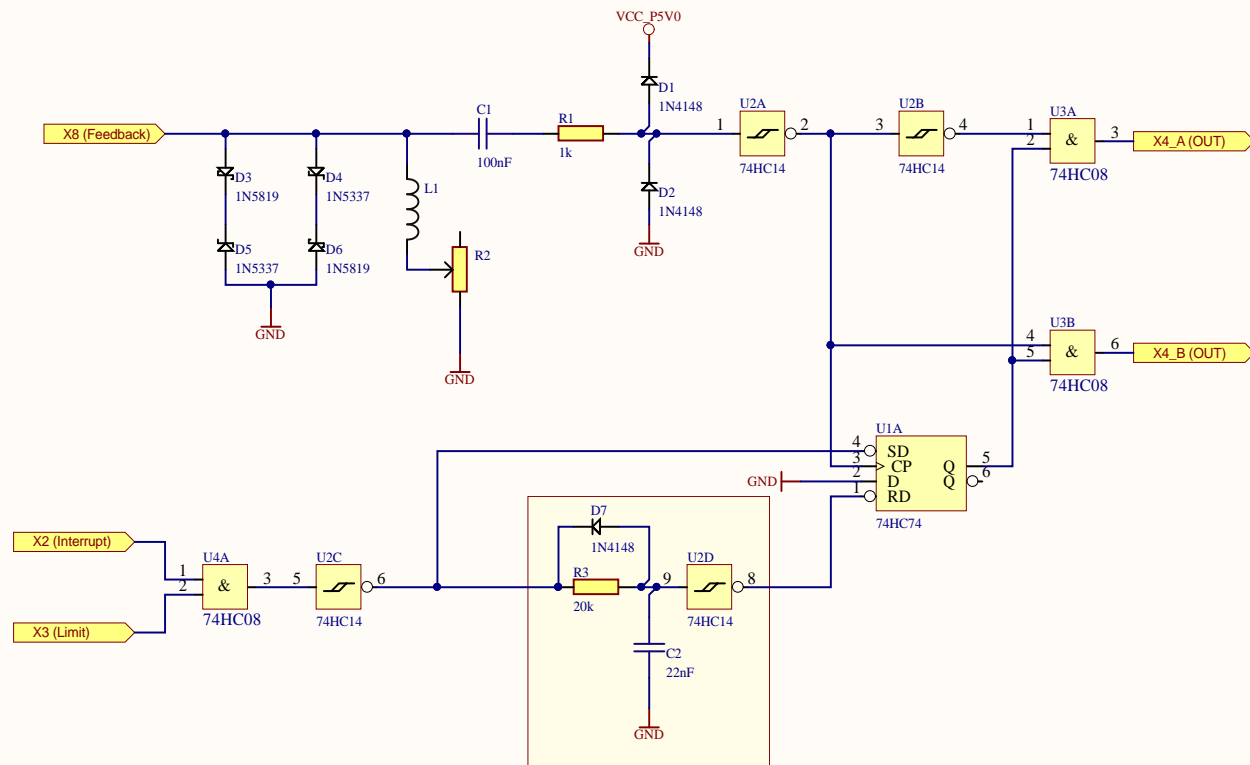 VCC_P5V0
D1
1N4148
X8 (Feedback)
C1
100nF
R1
1k
1
U2A
2
74HC14
3
U2B
4
74HC14
U3A
1
2
&
3
74HC08
X4_A (OUT)
D3
1N5819
D4
1N5337
L1
D2
1N4148
GND
D5
1N5337
D6
1N5819
R2
GND
GND
U3B
4
5
&
6
74HC08
X4_B (OUT)
U1A
4
3
2
1
SD
CP
D
RD
Q
Q
5
6
GND
74HC74
X2 (Interrupt)
X3 (Limit)
U4A
1
2
&
3
74HC08
5
U2C
6
74HC14
D7
1N4148
R3
20k
9
U2D
8
74HC14
C2
22nF
GND